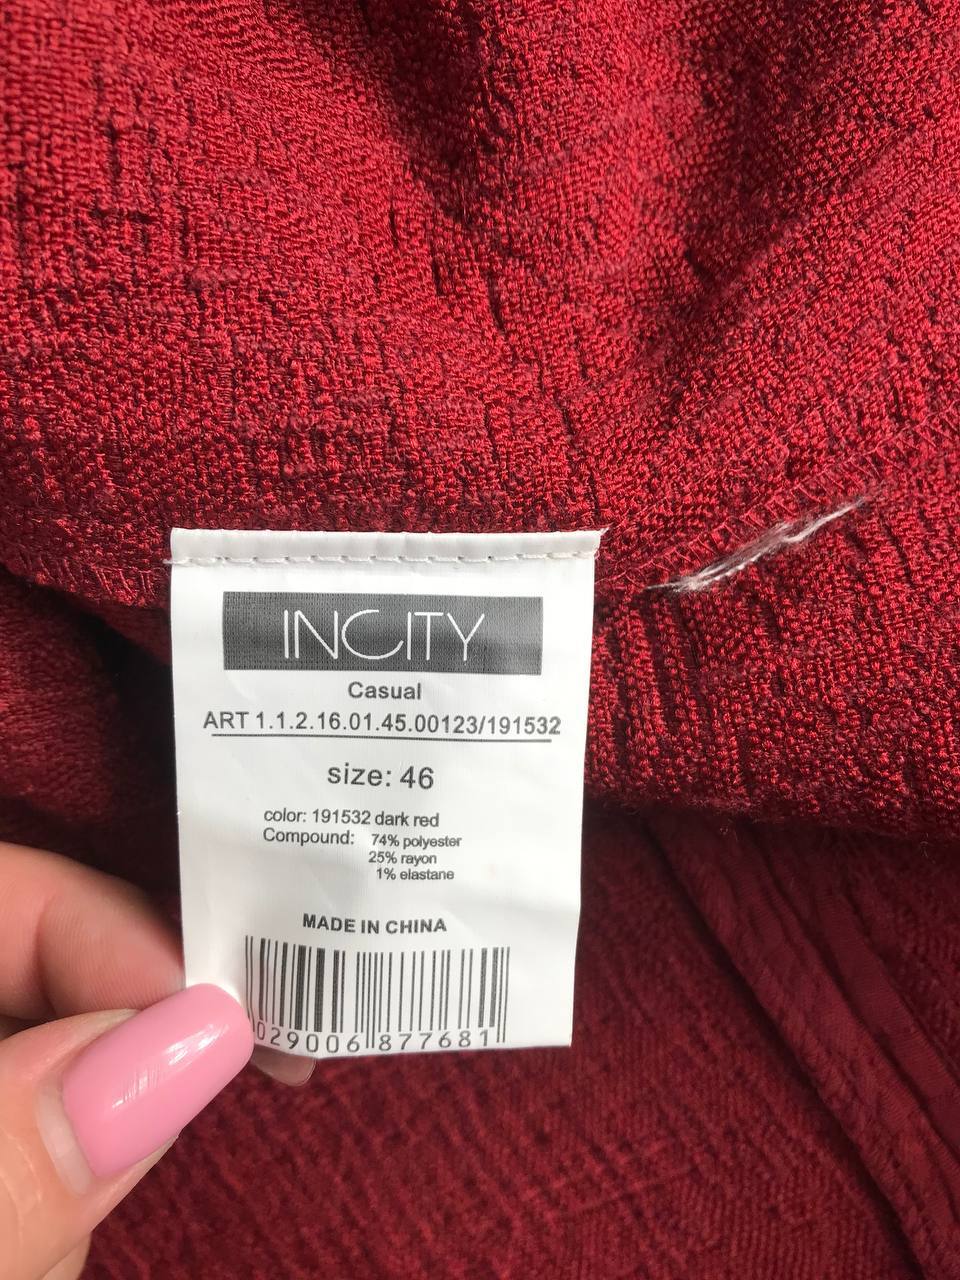 INCITY
Casual
ART 1.1.2.16.01.45.00123/191532
size: 46
color: 191532 dark red
Compound: 74% polyester
25% rayon
1% elastane
MADE IN CHINA
029006 877681